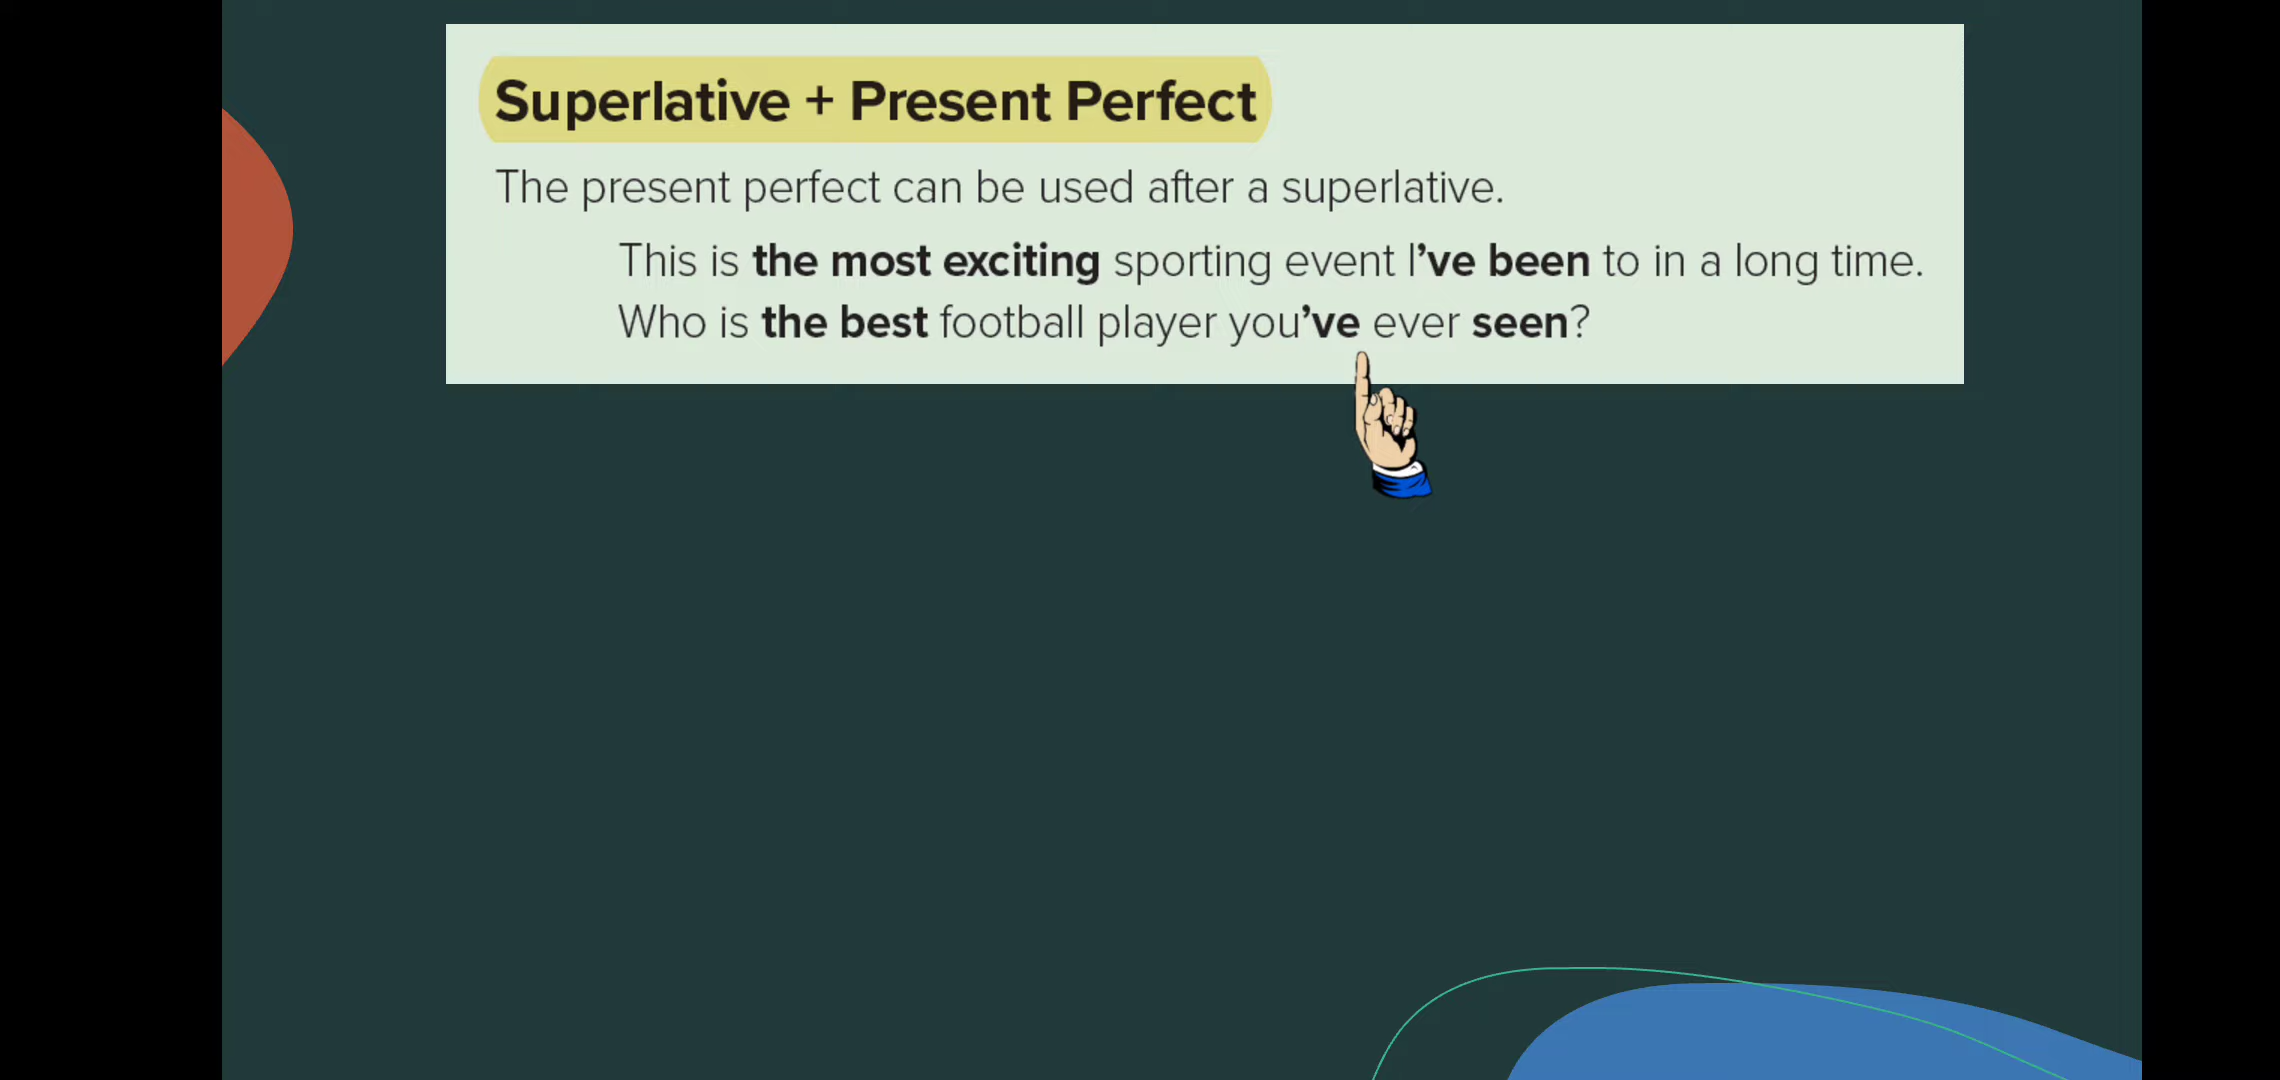 Superlative + Present Perfect
The present perfect can be used after a superlative.
This is the most exciting sporting event I’ve been to in a long time.
Who is the best football player you’ve ever seen?